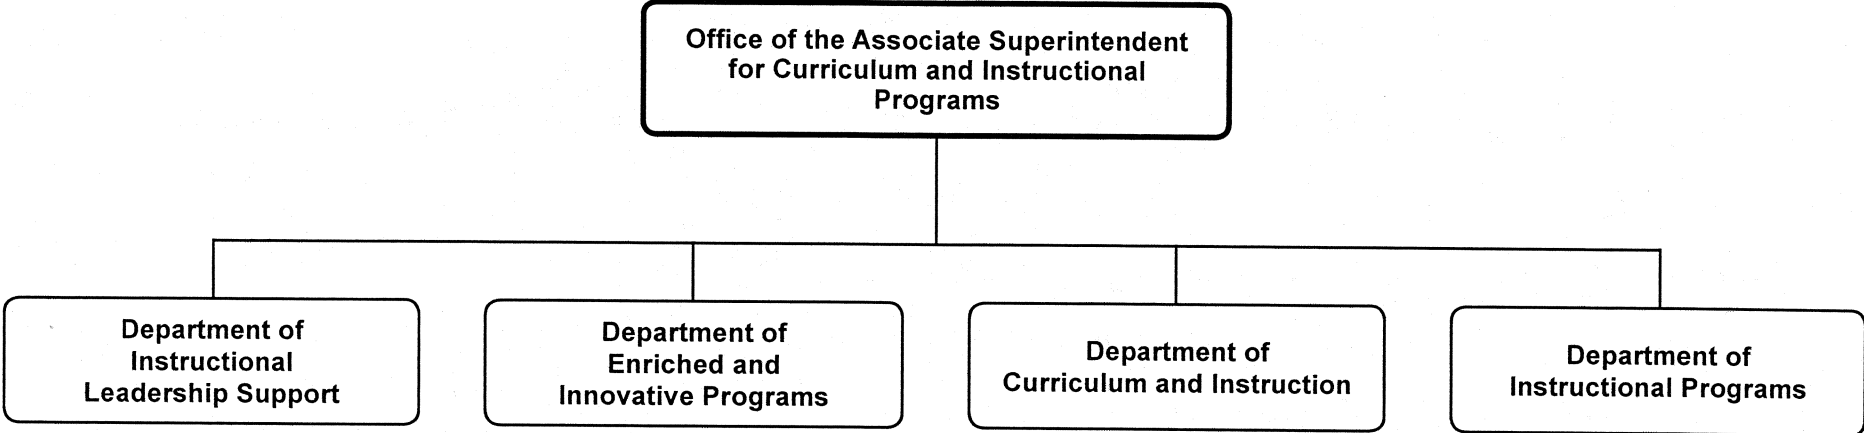 Office of the Associate Superintendent
for Curriculum and Instructional
Programs
Department of
Instructional
Leadership Support
Department of
Enriched and
Innovative Programs
Department of
Curriculum and Instruction
Department of
Instructional Programs